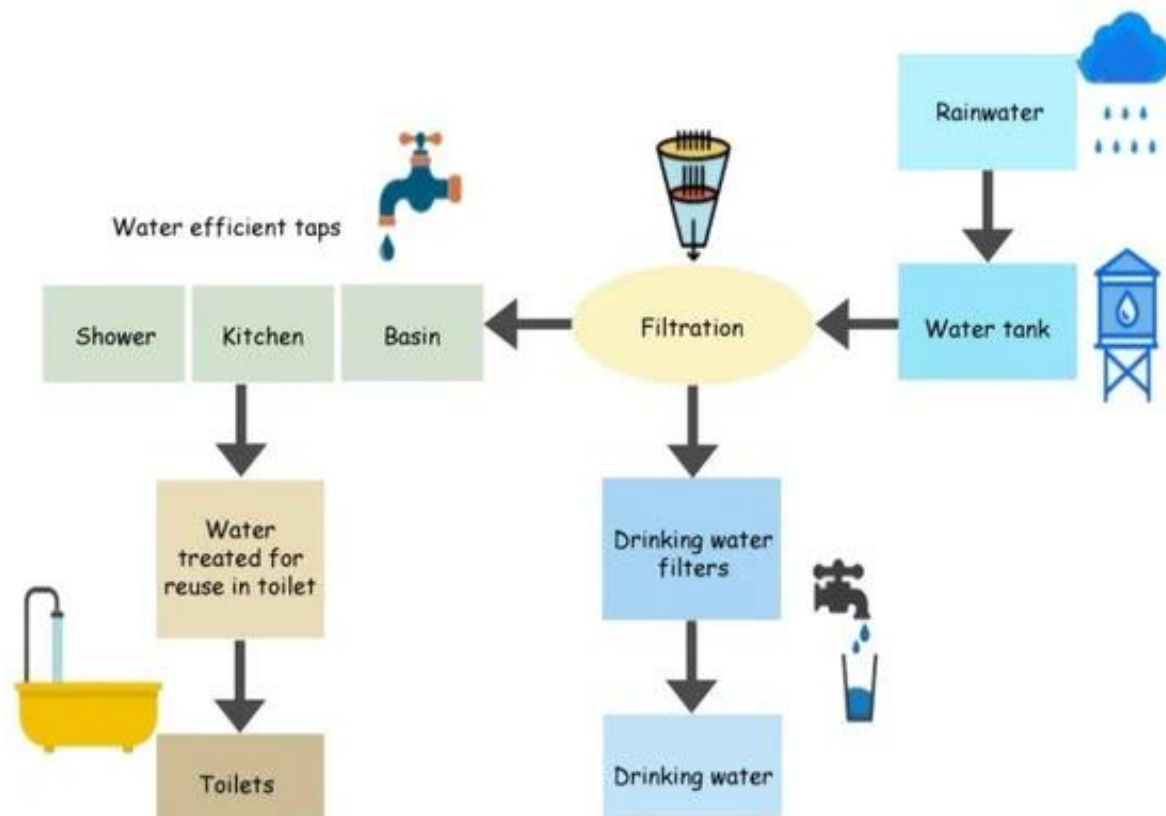 Rainwater
Water efficient taps
Shower
Kitchen
Basin
Filtration
Water tank
Water
treated for
reuse in toilet
Drinking water
filters
Toilets
Drinking water